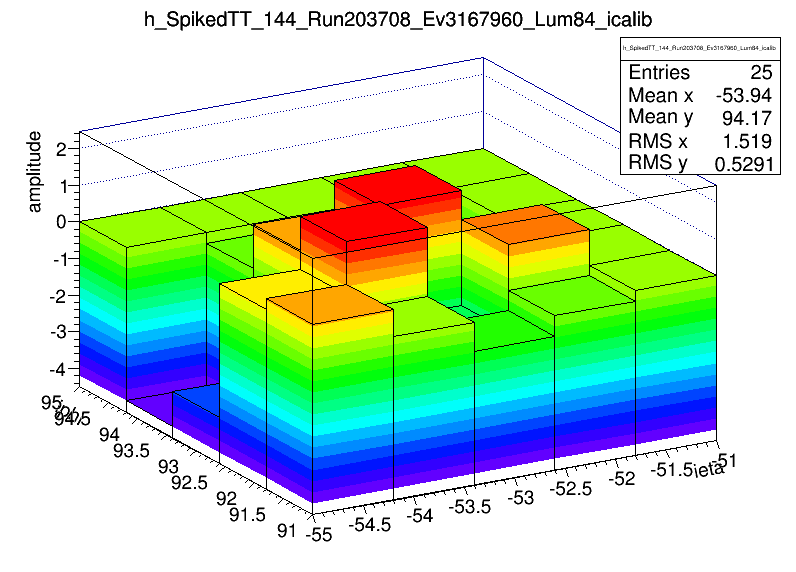 h_SpikedTT_144_Run203708_Ev3167960_Lum84_icalib
h_SpikedTT_144_Run203708_Ev3167960_Lum84_icalib
Entries 25
Mean x -53.94
Mean y 94.17
RMS x 1.519
RMS y 0.5291
amplitude
2
1
0
-1
-2
-3
-4
95
94.5
94
93.5
93
92.5
92
91.5
91
-55
-54.5
-54
-53.5
-53
-52.5
-52
-51.5
ieta
-51